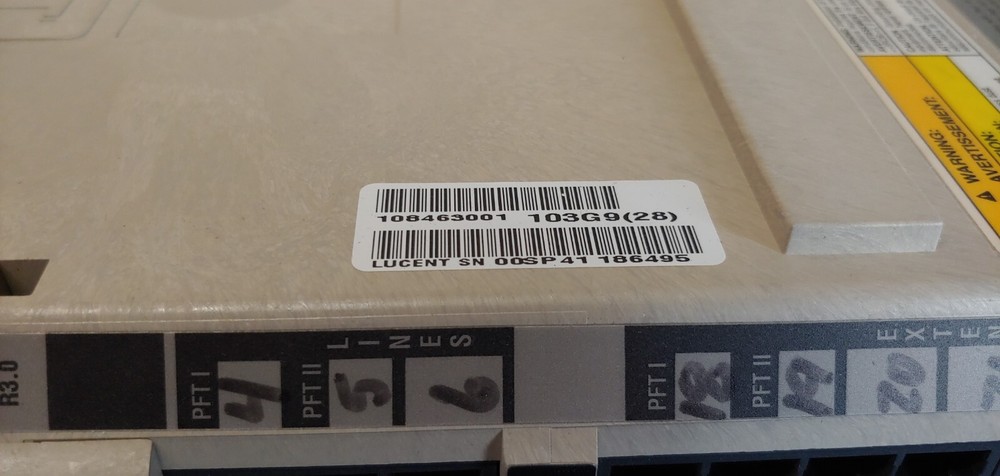 ⚠ WARNING:
AVERTISSEMENT:
108463001 103G9(28)
LUCENT SN 00SP41 186495
R3.0
LINES
PFT I 4 PFT II 5 6
EXTEN
PFT I 18 PFT II 19 20